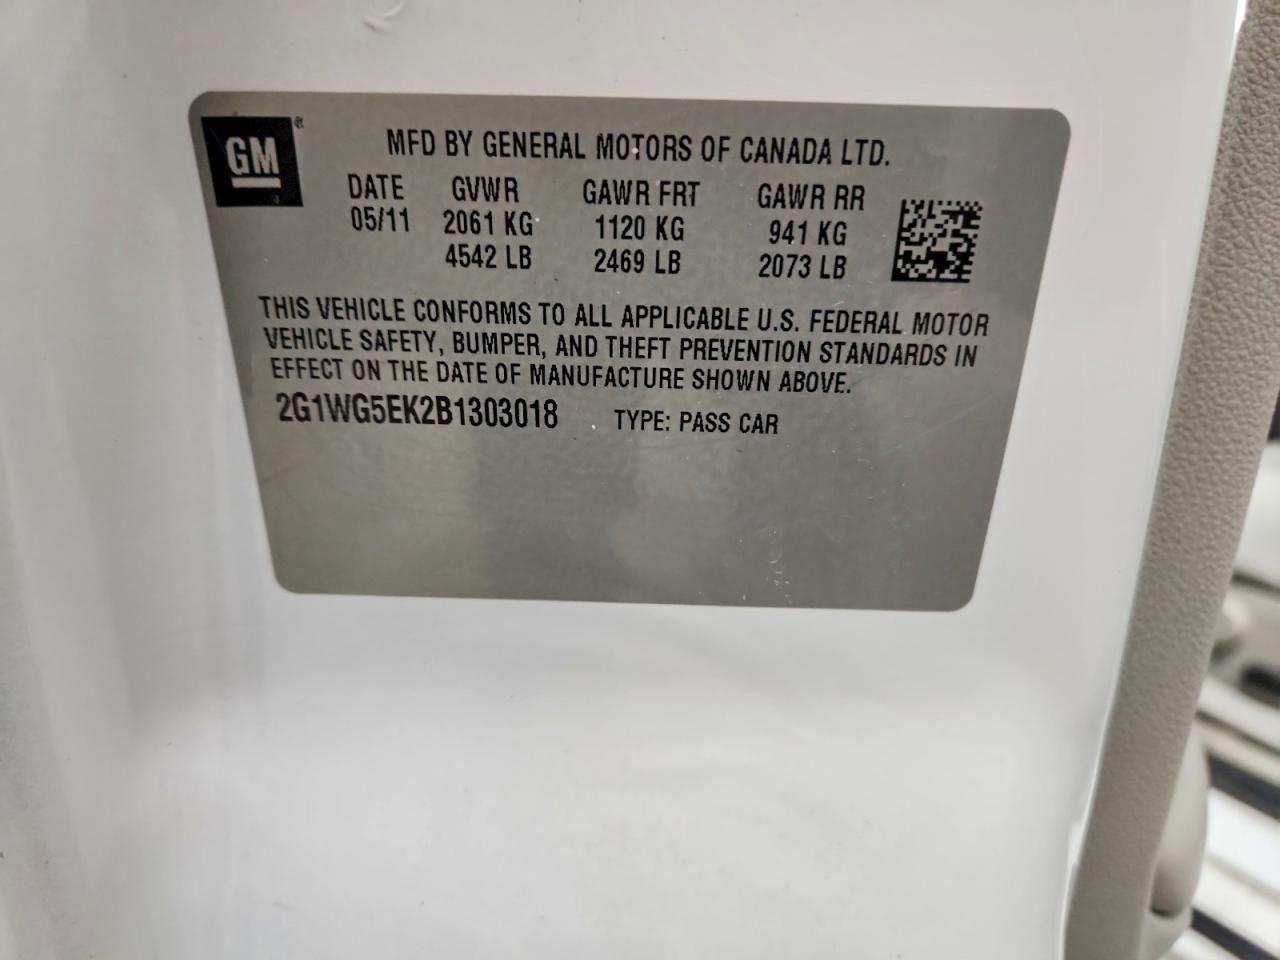 GM®
MFD BY GENERAL MOTORS OF CANADA LTD.
DATE GVWR GAWR FRT GAWR RR
05/11 2061 KG 1120 KG 941 KG
4542 LB 2469 LB 2073 LB
THIS VEHICLE CONFORMS TO ALL APPLICABLE U.S. FEDERAL MOTOR
VEHICLE SAFETY, BUMPER, AND THEFT PREVENTION STANDARDS IN
EFFECT ON THE DATE OF MANUFACTURE SHOWN ABOVE.
2G1WG5EK2B1303018 TYPE: PASS CAR